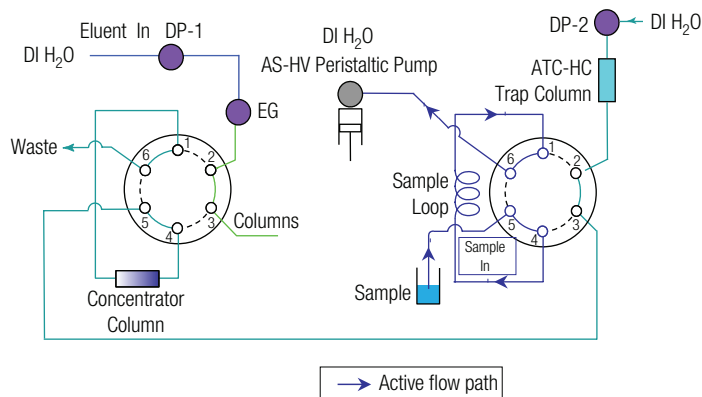 Eluent In DP-1
DI H₂O
EG
Waste
1
2
3
4
5
6
Columns
Concentrator
Column
DI H₂O
AS-HV Peristaltic Pump
DP-2
DI H₂O
ATC-HC
Trap Column
Sample
Loop
1
2
3
4
5
6
Sample
In
Sample
Active flow path